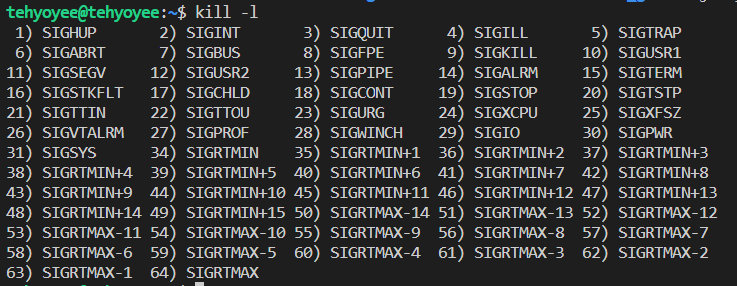 tehyoyee@tehyoyee:~$ kill -l
1) SIGHUP 2) SIGINT 3) SIGQUIT 4) SIGILL 5) SIGTRAP
6) SIGABRT 7) SIGBUS 8) SIGFPE 9) SIGKILL 10) SIGUSR1
11) SIGSEGV 12) SIGUSR2 13) SIGPIPE 14) SIGALRM 15) SIGTERM
16) SIGSTKFLT 17) SIGCHLD 18) SIGCONT 19) SIGSTOP 20) SIGTSTP
21) SIGTTIN 22) SIGTTOU 23) SIGURG 24) SIGXCPU 25) SIGXFSZ
26) SIGVTALRM 27) SIGPROF 28) SIGWINCH 29) SIGIO 30) SIGPWR
31) SIGSYS 34) SIGRTMIN 35) SIGRTMIN+1 36) SIGRTMIN+2 37) SIGRTMIN+3
38) SIGRTMIN+4 39) SIGRTMIN+5 40) SIGRTMIN+6 41) SIGRTMIN+7 42) SIGRTMIN+8
43) SIGRTMIN+9 44) SIGRTMIN+10 45) SIGRTMIN+11 46) SIGRTMIN+12 47) SIGRTMIN+13
48) SIGRTMIN+14 49) SIGRTMIN+15 50) SIGRTMAX-14 51) SIGRTMAX-13 52) SIGRTMAX-12
53) SIGRTMAX-11 54) SIGRTMAX-10 55) SIGRTMAX-9 56) SIGRTMAX-8 57) SIGRTMAX-7
58) SIGRTMAX-6 59) SIGRTMAX-5 60) SIGRTMAX-4 61) SIGRTMAX-3 62) SIGRTMAX-2
63) SIGRTMAX-1 64) SIGRTMAX